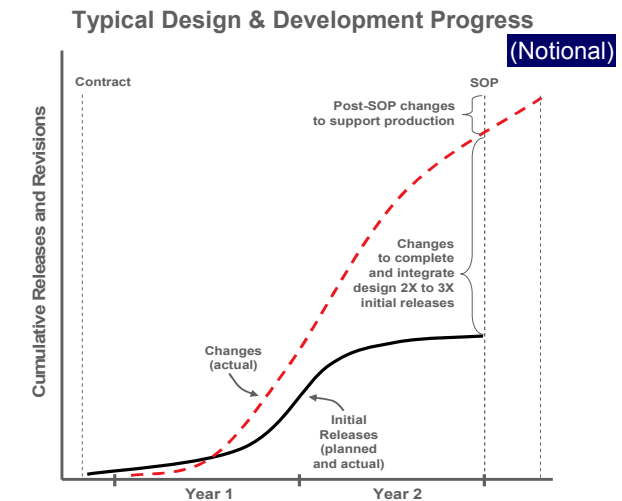 Typical Design & Development Progress
(Notional)
Contract
SOP
Post-SOP changes
to support production
Cumulative Releases and Revisions
Changes
to complete
and integrate
design 2X to 3X
initial releases
Changes
(actual)
Initial
Releases
(planned
and actual)
Year 1
Year 2